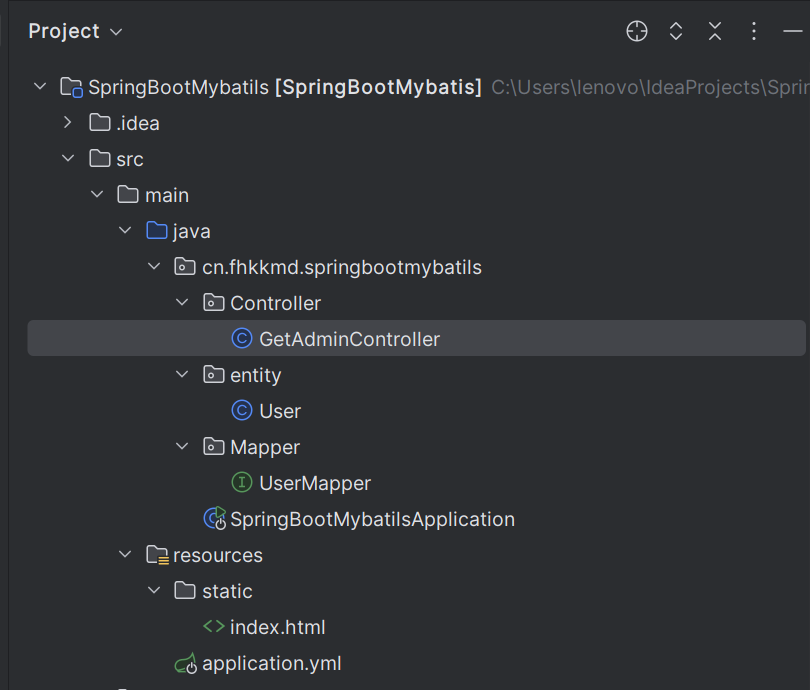 Project
SpringBootMybatils [SpringBootMybatis] C:\Users\lenovo\IdeaProjects\Sprin
.idea
src
main
java
cn.fhkkmd.springbootmybatils
Controller
GetAdminController
entity
User
Mapper
UserMapper
SpringBootMybatilsApplication
resources
static
index.html
application.yml